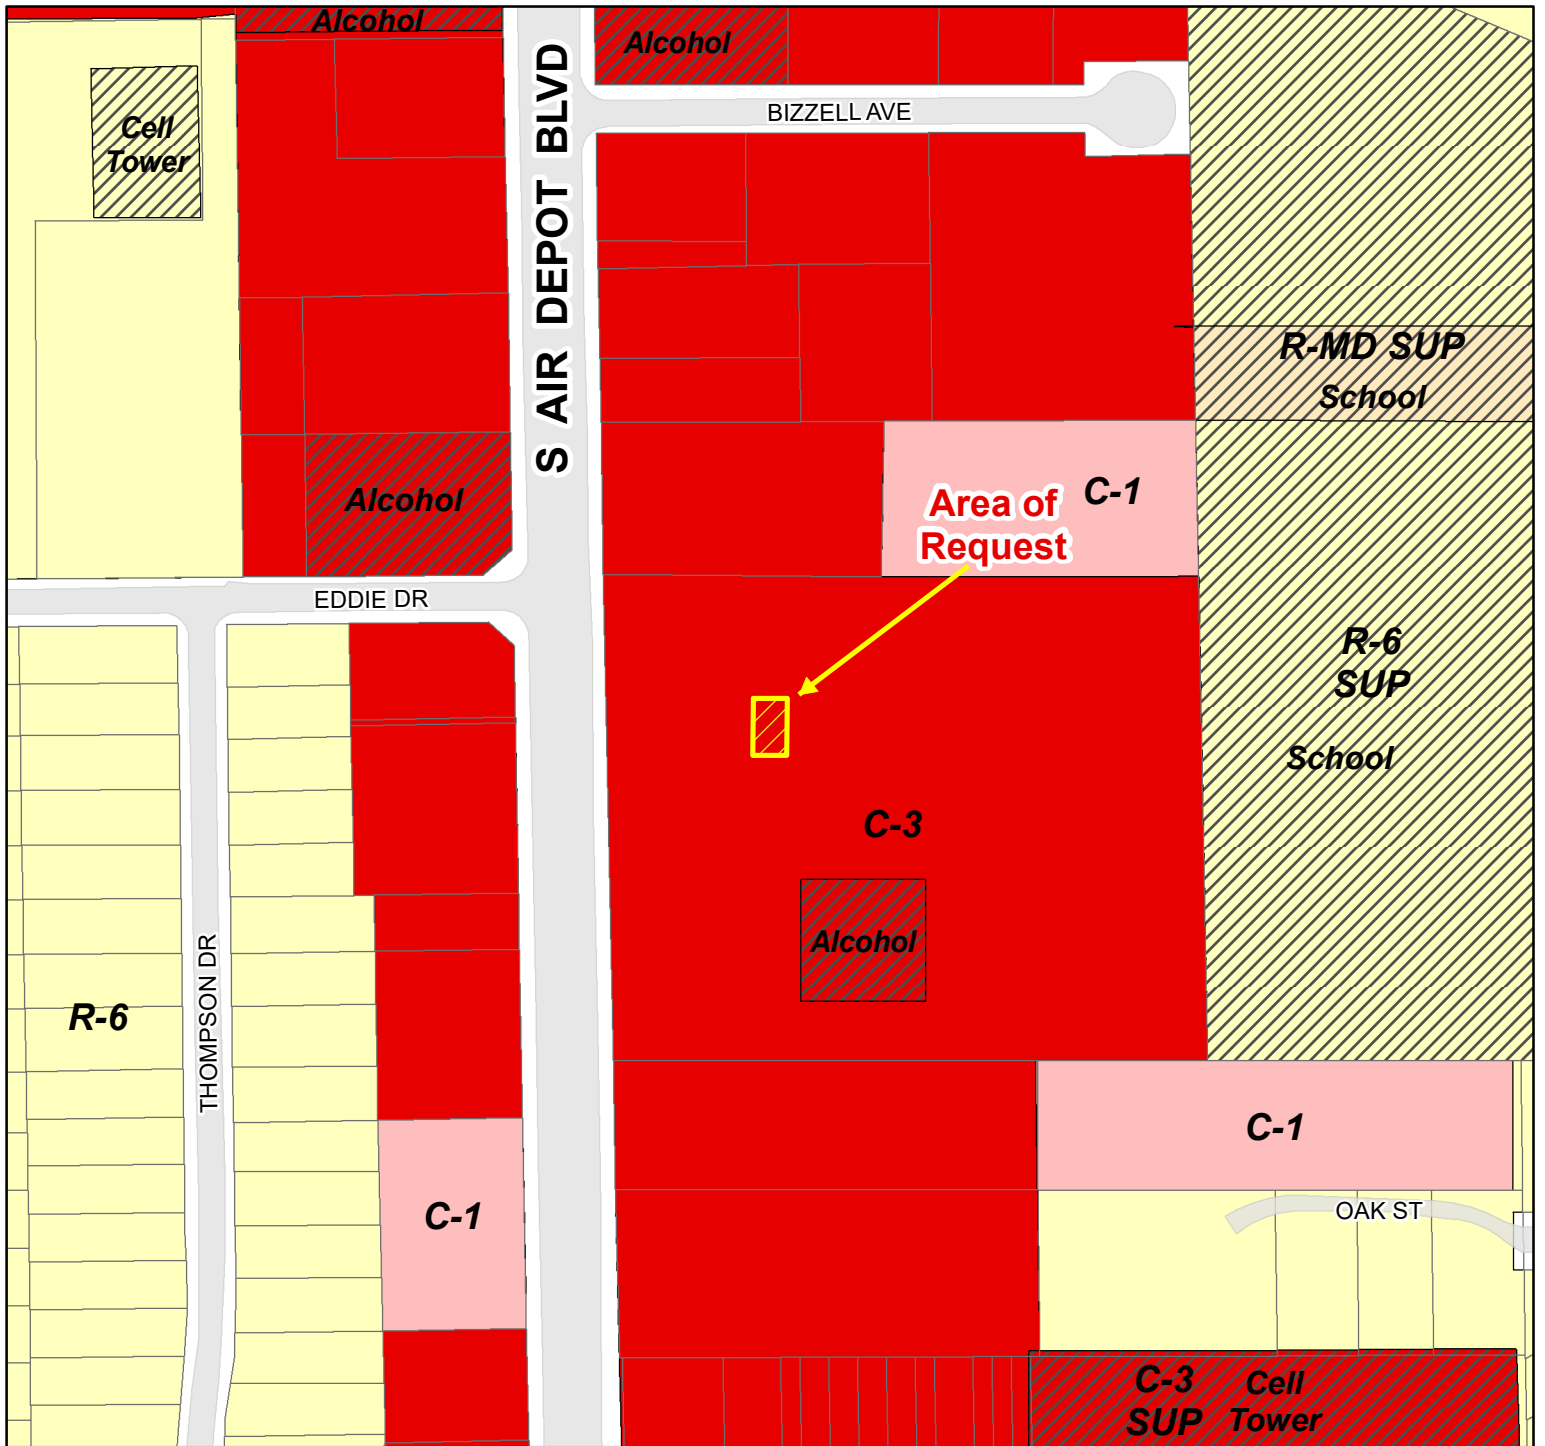 Alcohol
Alcohol
S AIR DEPOT BLVD
BIZZELL AVE
Cell
Tower
R-MD SUP
School
Alcohol
C-1
Area of
Request
EDDIE DR
R-6
SUP
School
C-3
Alcohol
R-6
THOMPSON DR
C-1
C-1
OAK ST
C-3
SUP
Cell
Tower